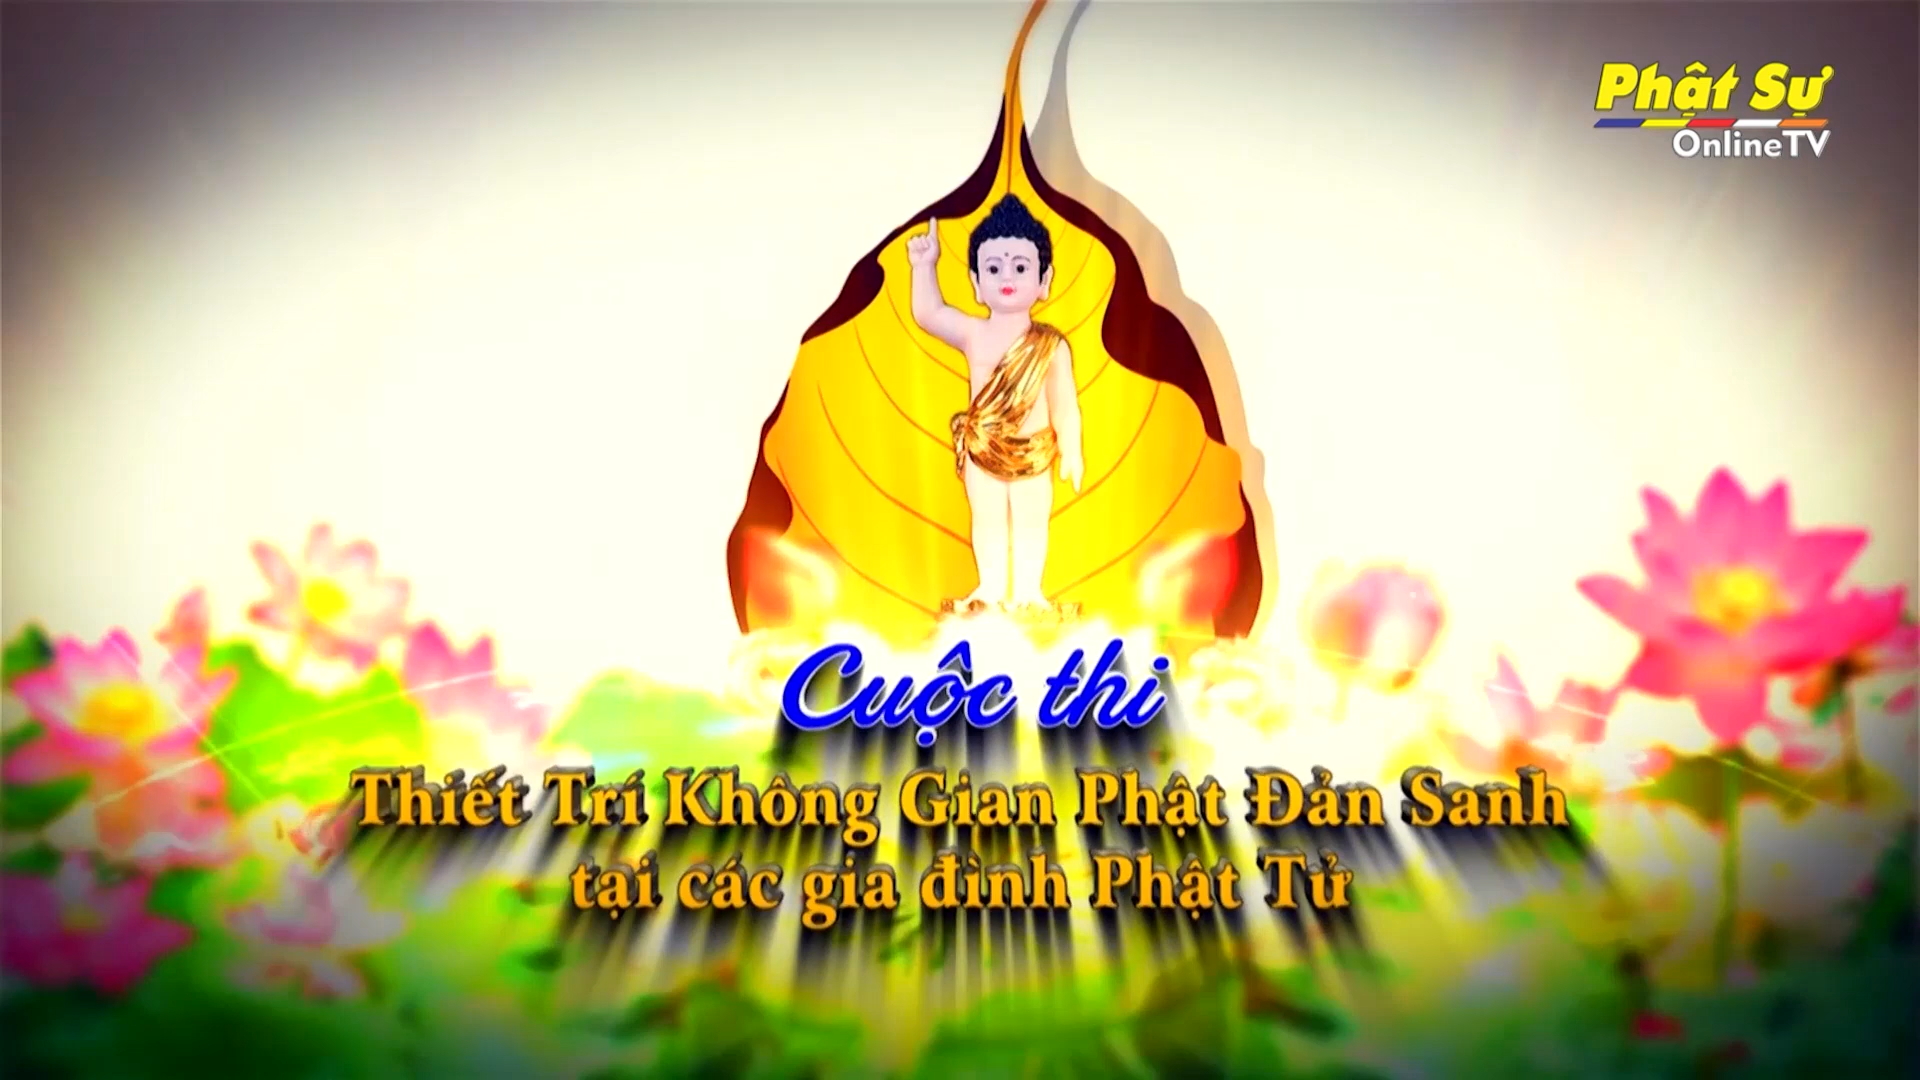 Phật Sự
OnlineTV
Cuộc thi
Thiết Trí Không Gian Phật Đản Sanh
tại các gia đình Phật Tử